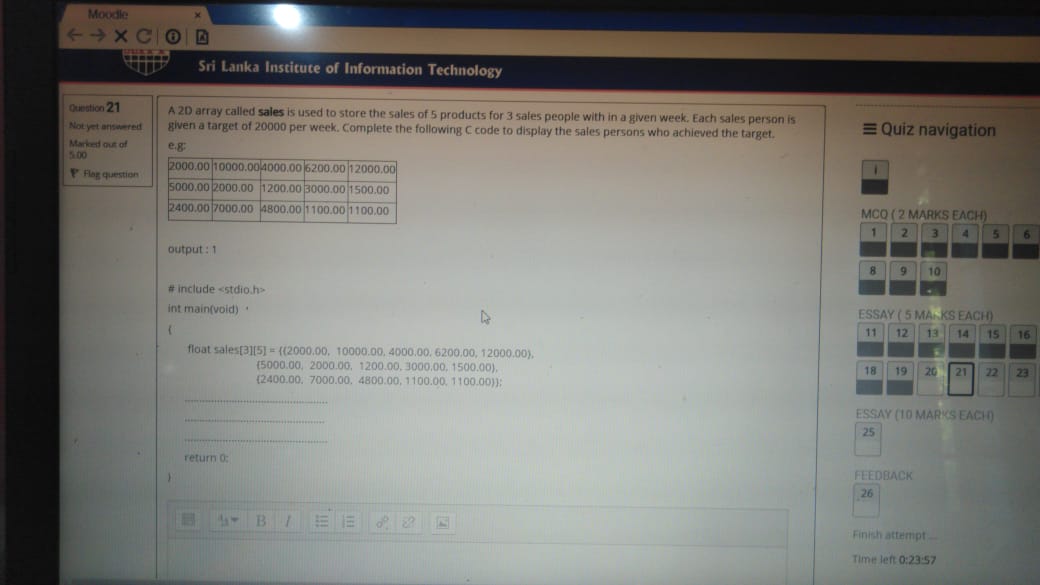 Moodle
Sri Lanka Institute of Information Technology
Question 21
Not yet answered
Marked out of
5.00
Flag question
A 2D array called sales is used to store the sales of 5 products for 3 sales people with in a given week. Each sales person is
given a target of 20000 per week. Complete the following C code to display the sales persons who achieved the target.
e.g:
2000.00 10000.00 4000.00 6200.00 12000.00
5000.00 2000.00 1200.00 3000.00 1500.00
2400.00 7000.00 4800.00 1100.00 1100.00
output : 1
# include <stdio.h>
int main(void)
{
float sales[3][5] = {{2000.00, 10000.00, 4000.00, 6200.00, 12000.00},
{5000.00, 2000.00, 1200.00, 3000.00, 1500.00},
{2400.00, 7000.00, 4800.00, 1100.00, 1100.00}};
........................................
........................................
........................................
return 0;
}
B I
Quiz navigation
i
MCQ ( 2 MARKS EACH)
1 2 3 4 5 6
8 9 10
ESSAY ( 5 MARKS EACH)
11 12 13 14 15 16
18 19 20 21 22 23
ESSAY (10 MARKS EACH)
25
FEEDBACK
26
Finish attempt ...
Time left 0:23:57